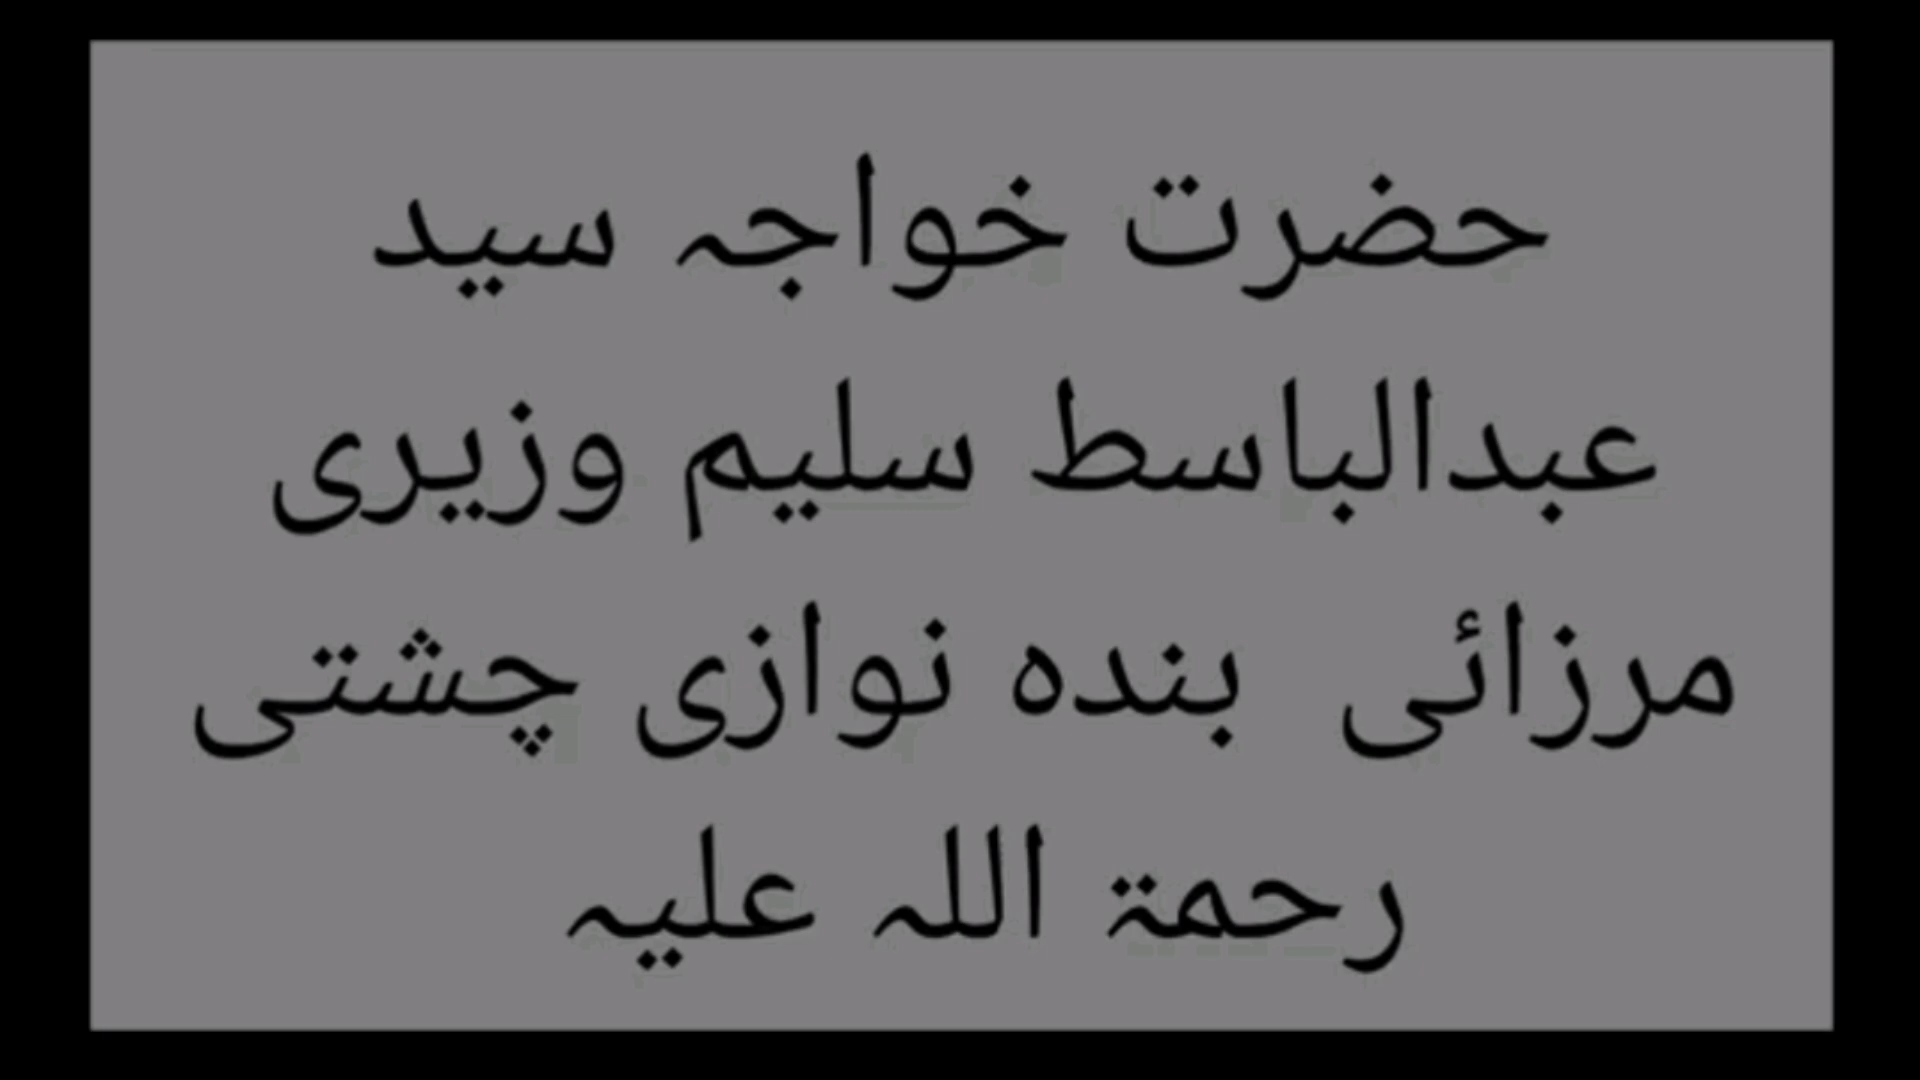 حضرت خواجہ سید
عبدالباسط سلیم وزیری
مرزائی بندہ نوازی چشتی
رحمۃ اللہ علیہ